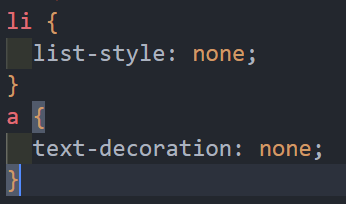 li {
  list-style: none;
}
a {
  text-decoration: none;
}